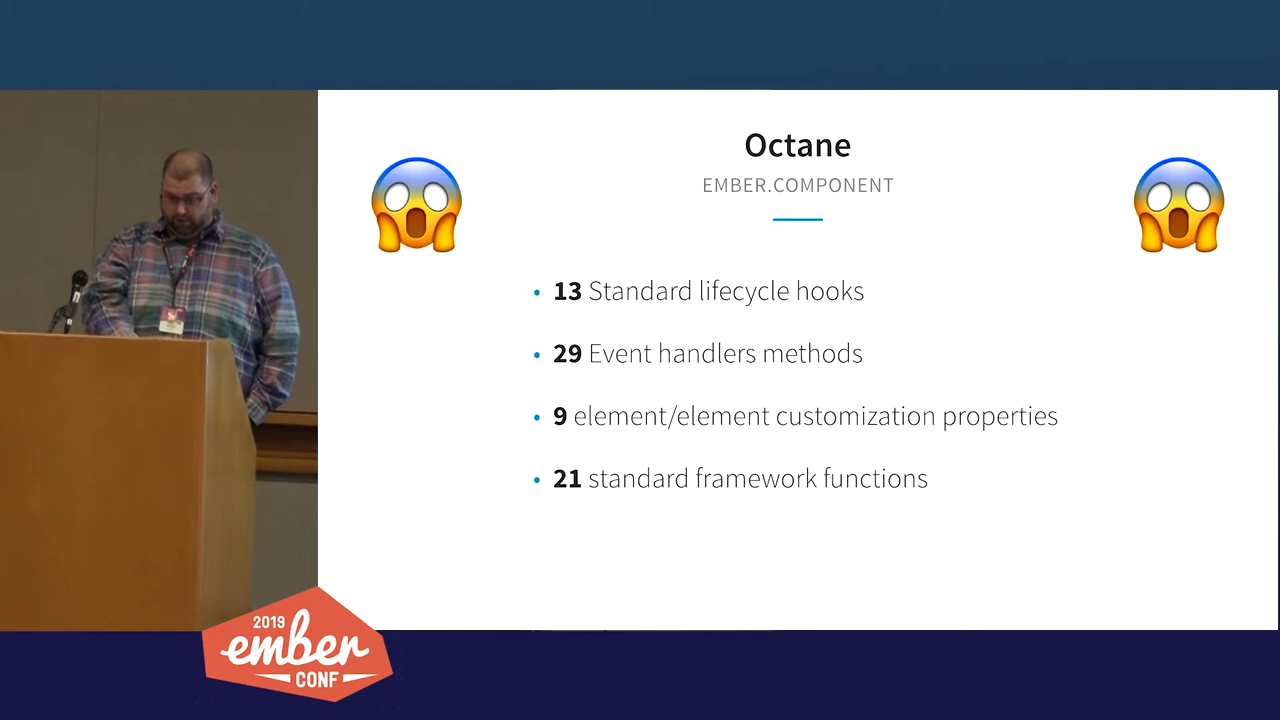 Octane
EMBER.COMPONENT
• 13 Standard lifecycle hooks
• 29 Event handlers methods
• 9 element/element customization properties
• 21 standard framework functions
2019
ember
CONF